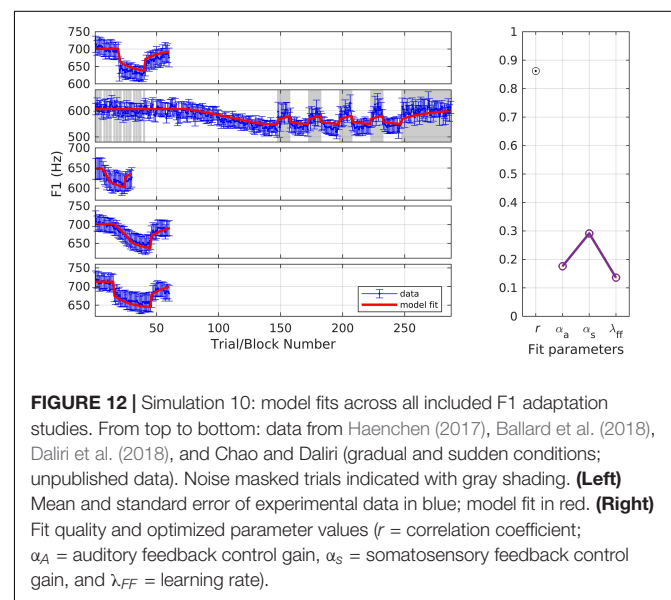 750
700
650
600
600
500
F1 (Hz)
700
650
600
750
700
650
750
700
650
data
model fit
50 100 150 200 250
Trial/Block Number
1
0.9
0.8
0.7
0.6
0.5
0.4
0.3
0.2
0.1
0
r αa αs λff
Fit parameters
FIGURE 12 | Simulation 10: model fits across all included F1 adaptation
studies. From top to bottom: data from Haenchen (2017), Ballard et al. (2018),
Daliri et al. (2018), and Chao and Daliri (gradual and sudden conditions;
unpublished data). Noise masked trials indicated with gray shading. (Left)
Mean and standard error of experimental data in blue; model fit in red. (Right)
Fit quality and optimized parameter values (r = correlation coefficient;
αA = auditory feedback control gain, αS = somatosensory feedback control
gain, and λFF = learning rate).